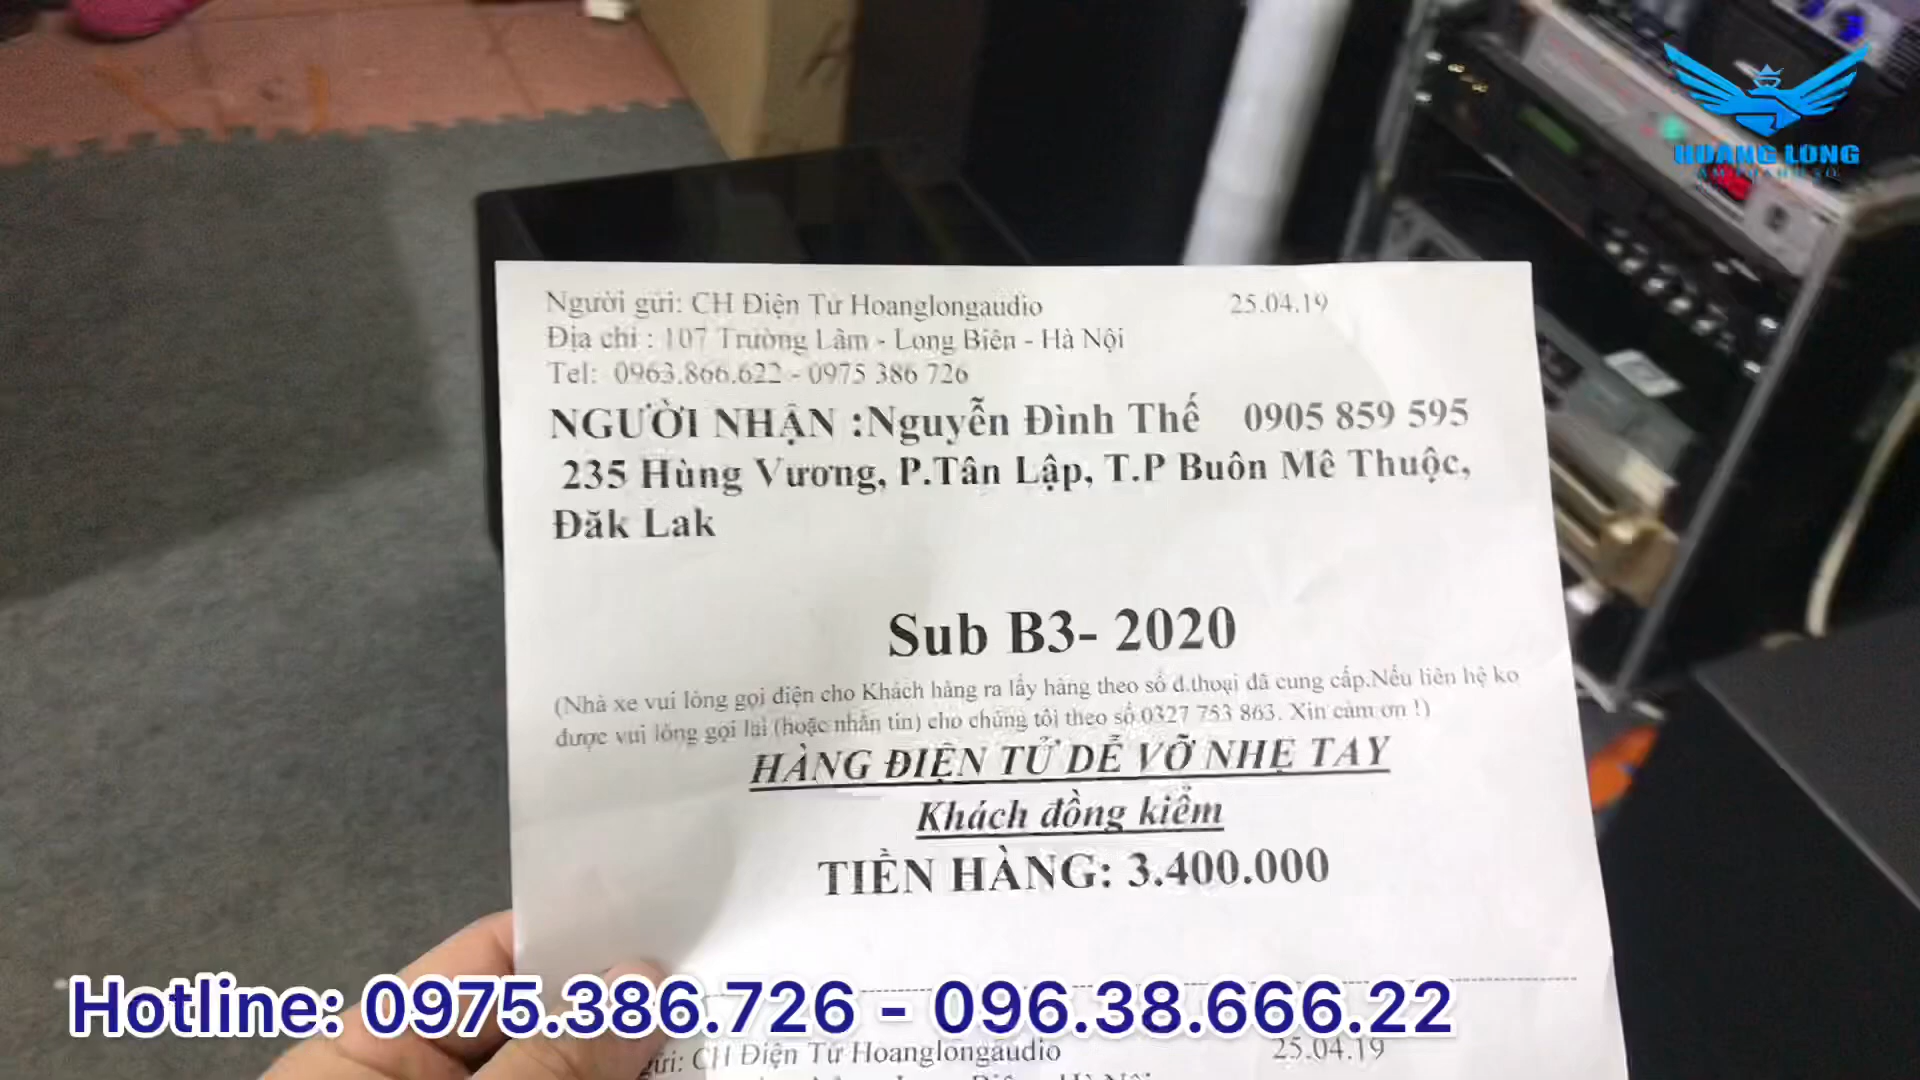 HOANG LONG
ÂM THANH SỐ
Người gửi: CH Điện Tử Hoanglongaudio 25.04.19
Địa chỉ : 107 Trường Lâm - Long Biên - Hà Nội
Tel: 0963.866.622 - 0975 386 726
NGƯỜI NHẬN :Nguyễn Đình Thế 0905 859 595
235 Hùng Vương, P.Tân Lập, T.P Buôn Mê Thuộc,
Đăk Lak
Sub B3- 2020
(Nhà xe vui lòng gọi điện cho Khách hàng ra lấy hàng theo số đ.thoại đã cung cấp.Nếu liên hệ ko
được vui lòng gọi lại (hoặc nhắn tin) cho chúng tôi theo số.0327 753 863. Xin cảm ơn !)
HÀNG ĐIỆN TỬ DỄ VỠ NHẸ TAY
Khách đồng kiểm
TIỀN HÀNG: 3.400.000
Hotline: 0975.386.726 - 096.38.666.22
gửi: CH Điện Tử Hoanglongaudio 25.04.19